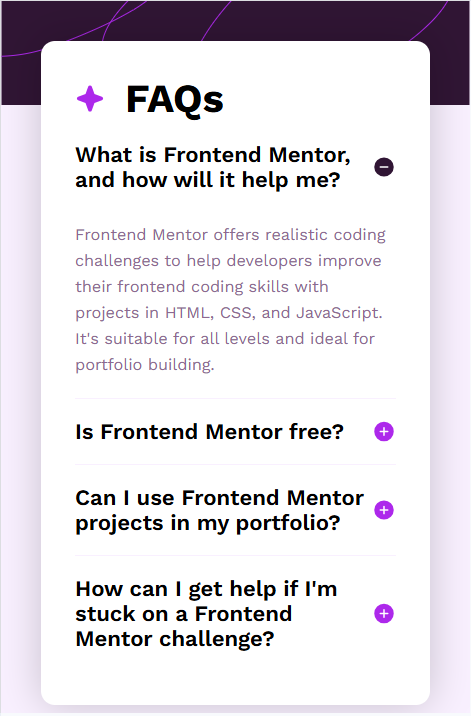 FAQs
What is Frontend Mentor,
and how will it help me?
Frontend Mentor offers realistic coding
challenges to help developers improve
their frontend coding skills with
projects in HTML, CSS, and JavaScript.
It's suitable for all levels and ideal for
portfolio building.
Is Frontend Mentor free?
Can I use Frontend Mentor
projects in my portfolio?
How can I get help if I'm
stuck on a Frontend
Mentor challenge?